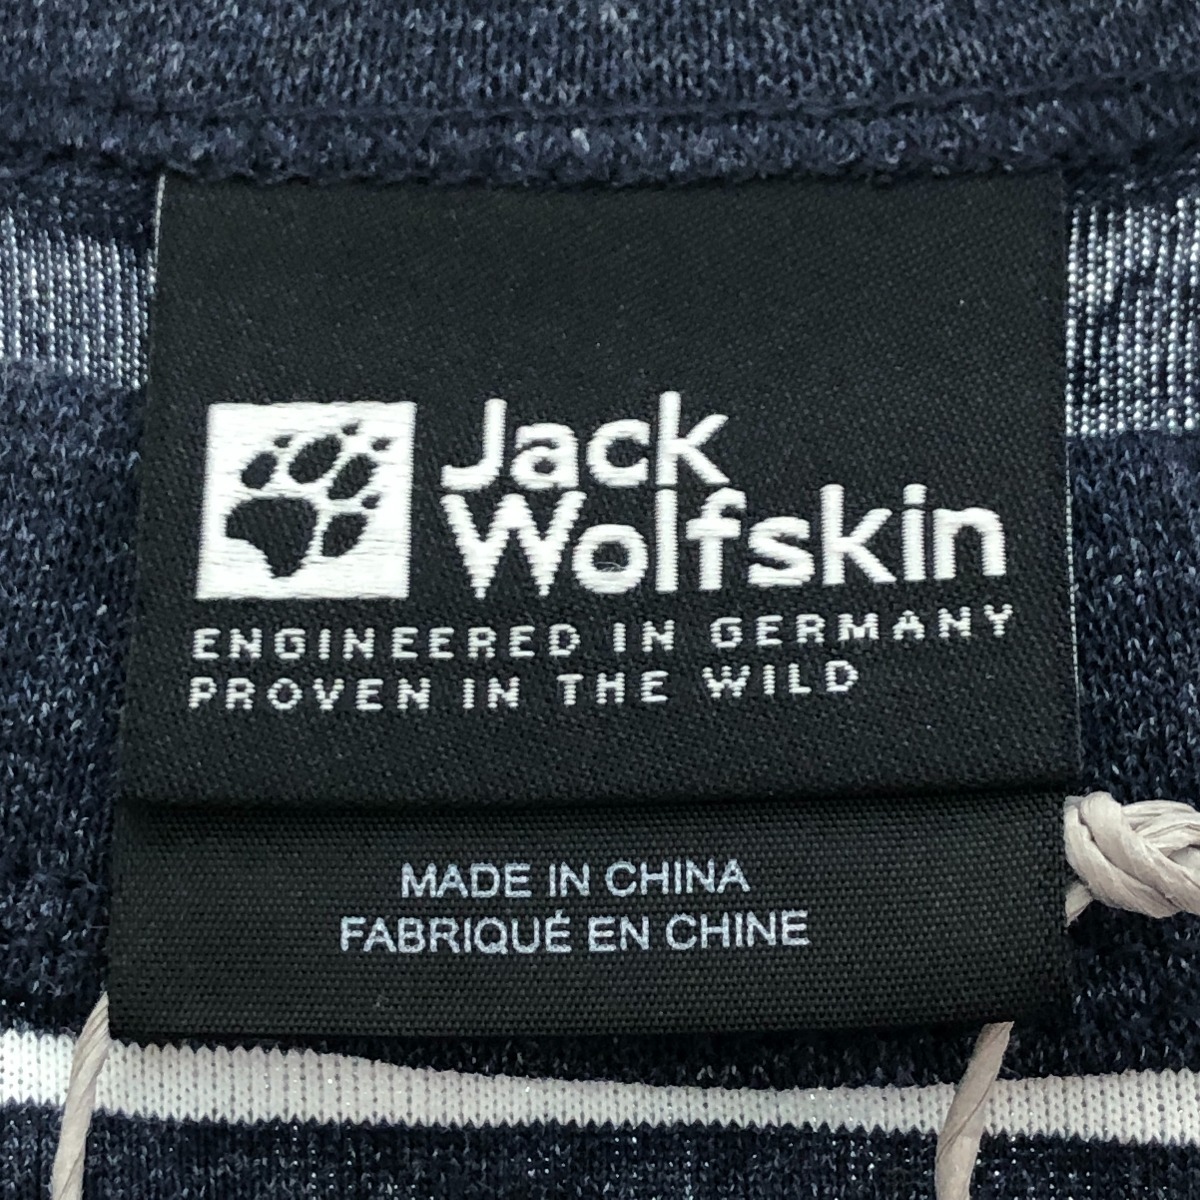 Jack
Wolfskin
ENGINEERED IN GERMANY
PROVEN IN THE WILD
MADE IN CHINA
FABRIQUÉ EN CHINE